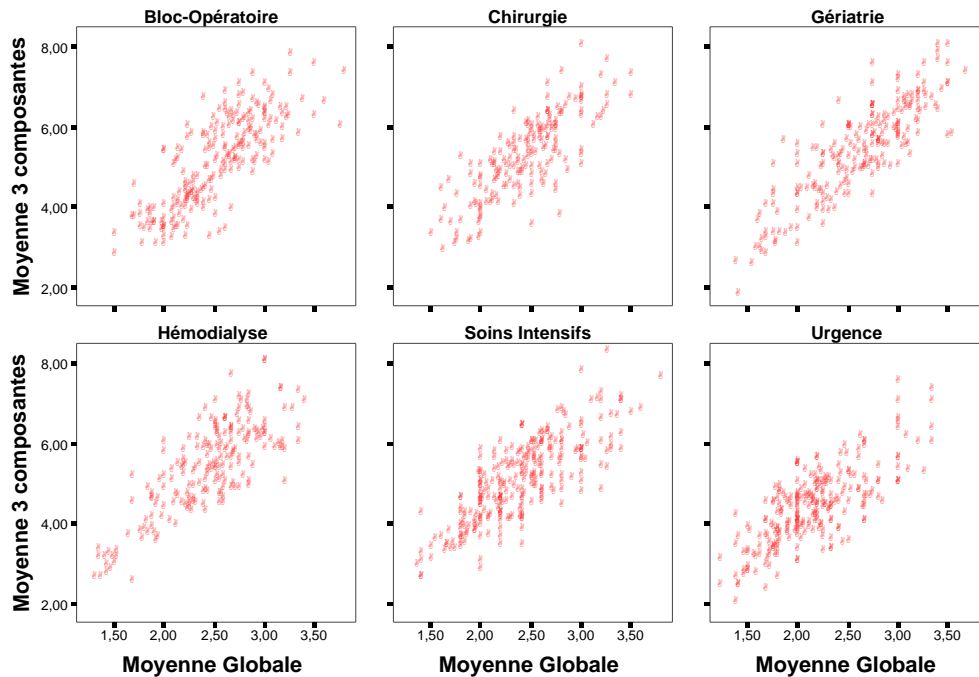 Bloc-Opératoire Chirurgie Gériatrie
Moyenne 3 composantes
8,00
6,00
4,00
2,00
Hémodialyse Soins Intensifs Urgence
Moyenne 3 composantes
8,00
6,00
4,00
2,00
1,50 2,00 2,50 3,00 3,50 1,50 2,00 2,50 3,00 3,50 1,50 2,00 2,50 3,00 3,50
Moyenne Globale Moyenne Globale Moyenne Globale